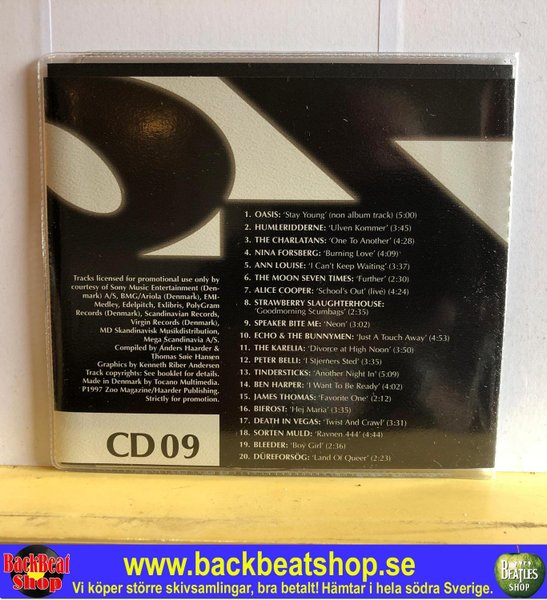 1. OASIS: 'Stay Young' (non album track) (5:00)
2. HUMLERIDDERNE: 'Ulven Kommer' (3:45)
3. THE CHARLATANS: 'One To Another' (4:28)
4. NINA FORSBERG: 'Burning Love' (4:09)
5. ANN LOUISE: 'I Can't Keep Waiting' (3:37)
6. THE MOON SEVEN TIMES: 'Further' (2:30)
7. ALICE COOPER: 'School's Out' (live) (4:24)
8. STRAWBERRY SLAUGHTERHOUSE:
'Goodmorning Scumbags' (2:35)
9. SPEAKER BITE ME: 'Neon' (3:02)
10. ECHO & THE BUNNYMEN: 'Just A Touch Away' (4:53)
11. THE KARELIA: 'Divorce at High Noon' (3:50)
12. PETER BELLI: 'I Stjerners Sted' (3:35)
13. TINDERSTICKS: 'Another Night In' (5:09)
14. BEN HARPER: 'I Want To Be Ready' (4:02)
15. JAMES THOMAS: 'Favorite One' (2:12)
16. BIFROST: 'Hej Maria' (3:35)
17. DEATH IN VEGAS: 'Twist And Crawl' (3:31)
18. SORTEN MULD: 'Ravnen 444' (4:44)
19. BLEEDER: 'Boy Girl' (2:36)
20. DÜREFORSÖG: 'Land Of Queer' (2:23)
Tracks licensed for promotional use only by
courtesy of Sony Music Entertainment (Den-
mark) A/S, BMG/Ariola (Denmark), EMI-
Medley, Edelpitch, Exlibris, PolyGram
Records (Denmark), Scandinavian Records,
Virgin Records (Denmark),
MD Skandinavisk Musikdistribution,
Mega Scandinavia A/S.
Compiled by Anders Haarder &
Thomas Søie Hansen
Graphics by Kenneth Riber Andersen
Track copyrights: See booklet for details.
Made in Denmark by Tocano Multimedia.
P1997 Zoo Magazine/Haarder Publishing.
Strictly for promotion.
CD 09
BackBeat
Shop
www.backbeatshop.se
Vi köper större skivsamlingar, bra betalt! Hämtar i hela södra Sverige.
BEATLES
SHOP